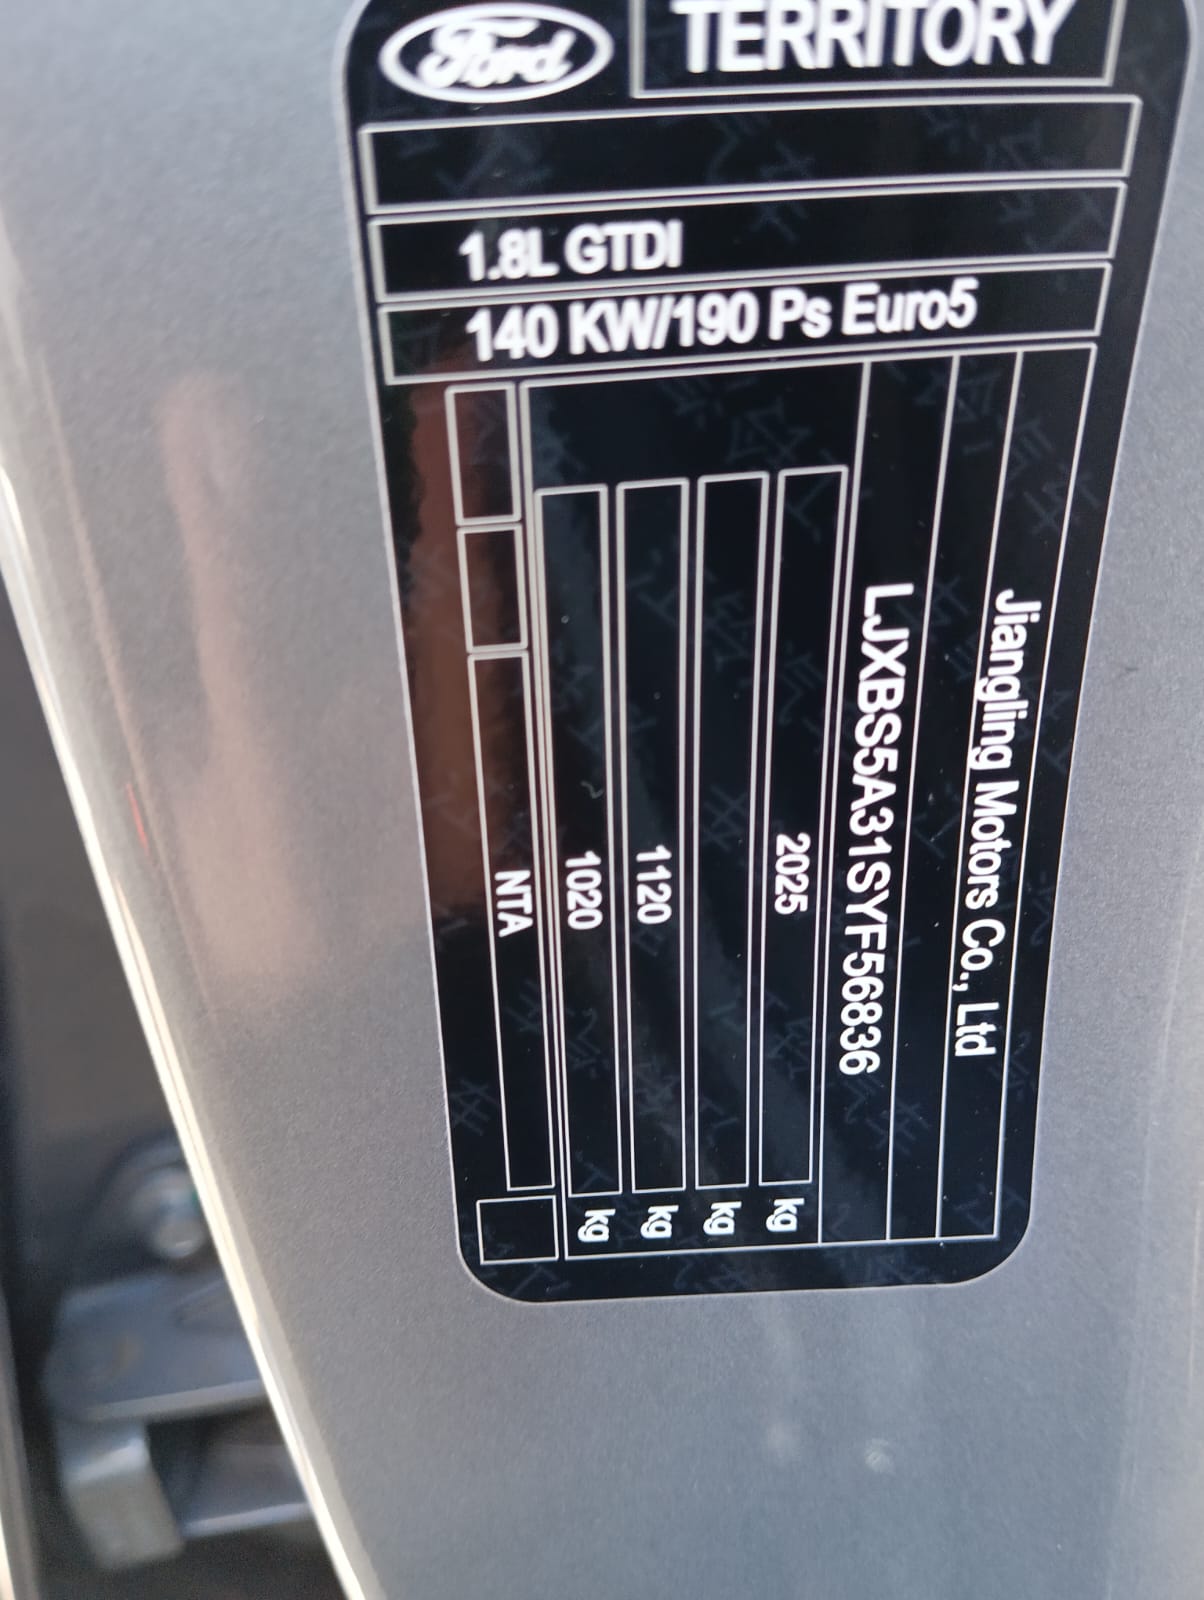 Ford
TERRITORY
1.8L GTDI
140 KW/190 Ps Euro5
Jiangling Motors Co., Ltd
LJXBS5A31SYF56836
2025 kg
kg
1120 kg
1020 kg
NTA